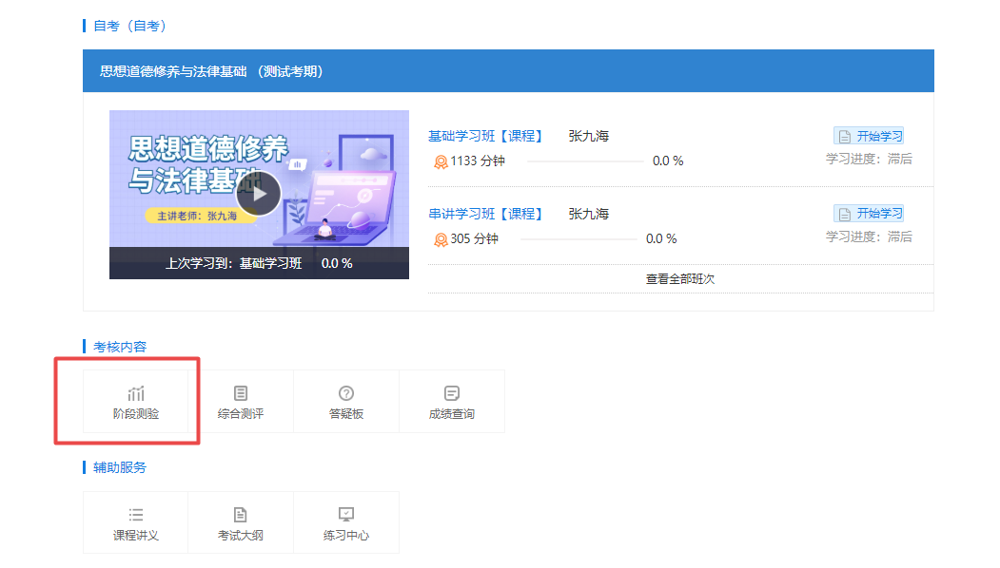 自考（自考）
思想道德修养与法律基础 （测试考期）
思想道德修养
与法律基础
主讲老师：张九海
上次学习到：基础学习班 0.0 %
基础学习班【课程】 张九海 开始学习
1133 分钟 0.0 % 学习进度：滞后
串讲学习班【课程】 张九海 开始学习
305 分钟 0.0 % 学习进度：滞后
查看全部班次
考核内容
阶段测验 综合测评 答疑板 成绩查询
辅助服务
课程讲义 考试大纲 练习中心